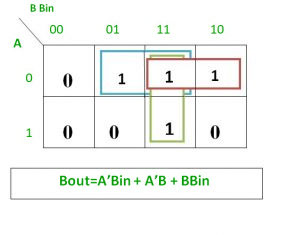 B Bin
00 01 11 10
A
0 0 1 1 1
1 0 0 1 0
Bout=A’Bin + A’B + BBin